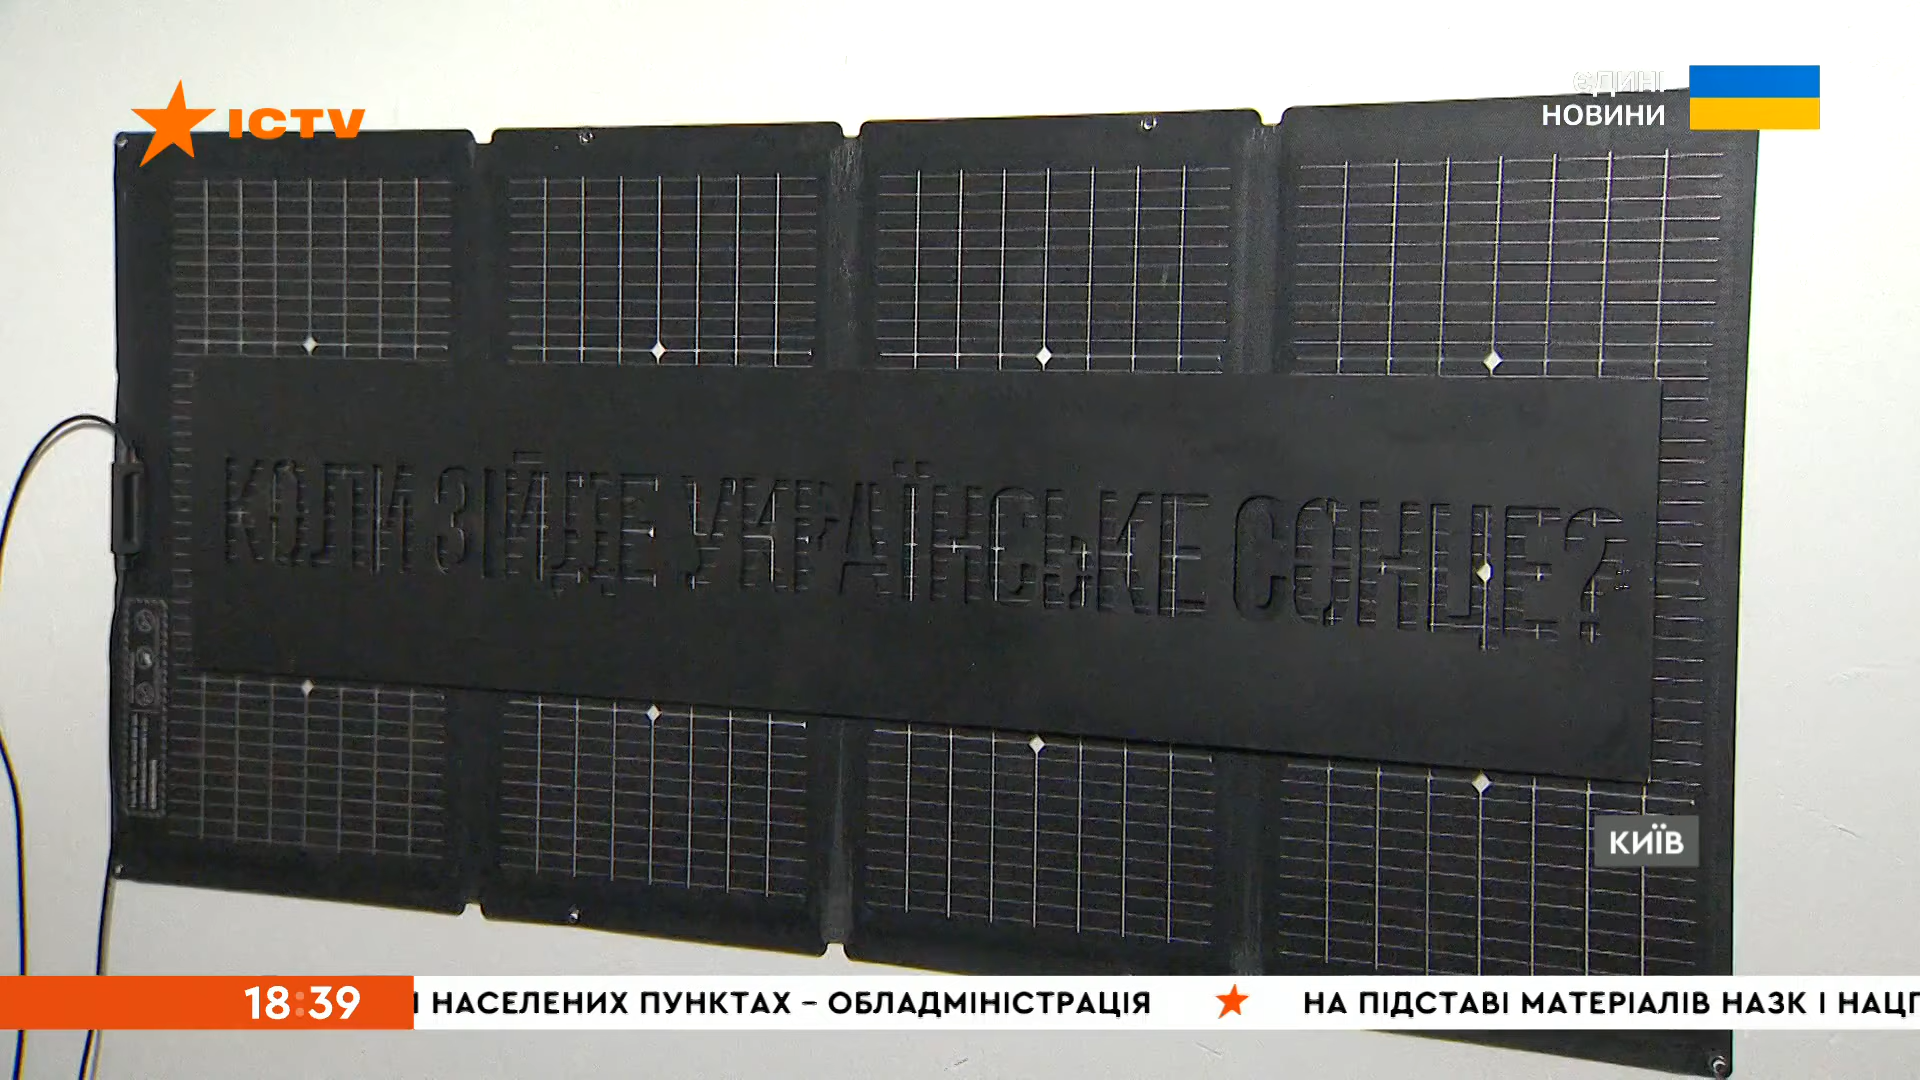 ICTV
ЄДИНІ
НОВИНИ
КОЛИ ЗІЙДЕ УКРАЇНСЬКЕ СОНЦЕ?
КИЇВ
18:39
НАСЕЛЕНИХ ПУНКТАХ – ОБЛАДМІНІСТРАЦІЯ
НА ПІДСТАВІ МАТЕРІАЛІВ НАЗК І